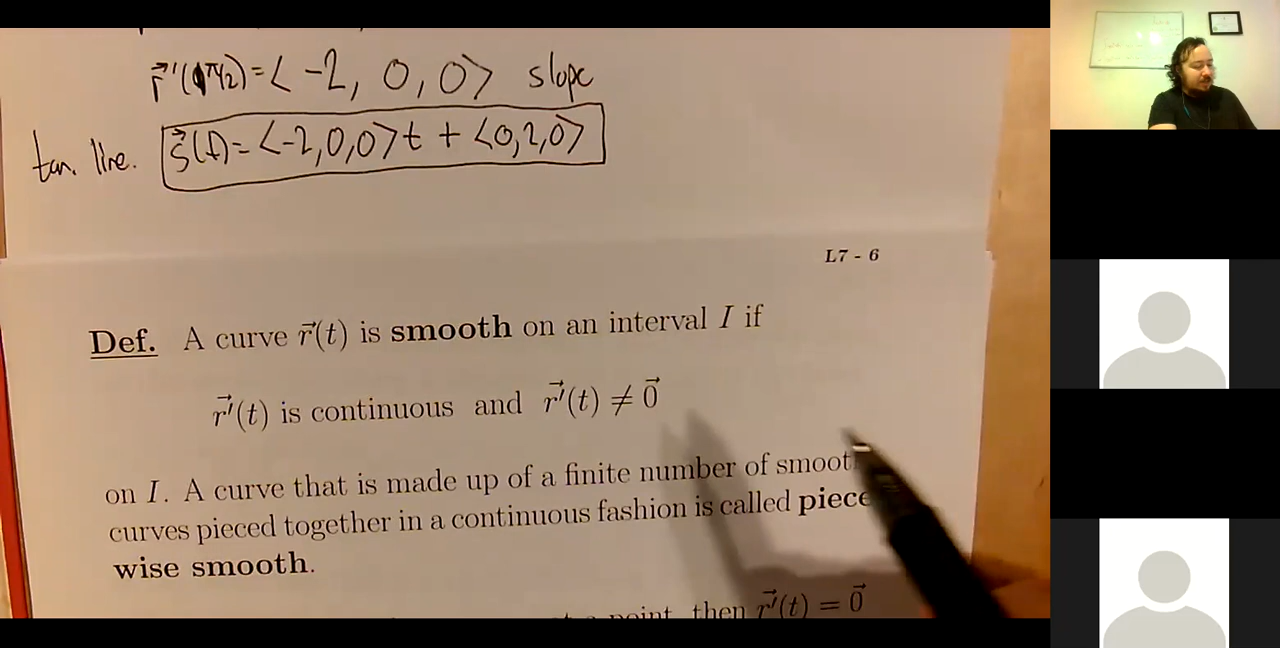 r⃗'(π/2)=⟨-2, 0, 0⟩ slope
tan. line. s⃗(t)=⟨-2,0,0⟩t + ⟨0,2,0⟩
L7 - 6
Def. A curve r⃗(t) is smooth on an interval I if
r⃗'(t) is continuous and r⃗'(t) ≠ 0⃗
on I. A curve that is made up of a finite number of smoot
curves pieced together in a continuous fashion is called piece
wise smooth.
point, then r⃗'(t) = 0⃗